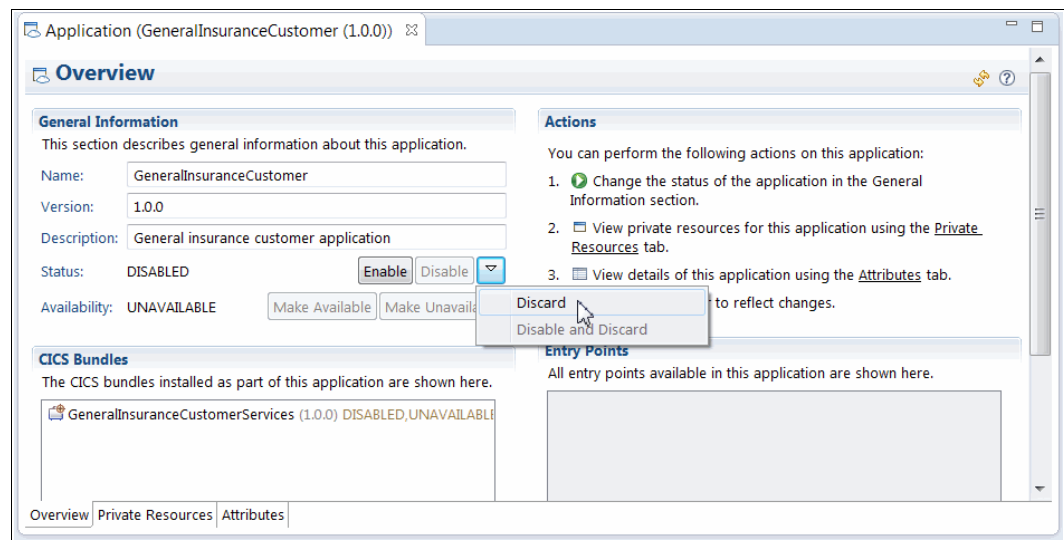 Application (GeneralInsuranceCustomer (1.0.0))
Overview
General Information
This section describes general information about this application.
Name: GeneralInsuranceCustomer
Version: 1.0.0
Description: General insurance customer application
Status: DISABLED Enable Disable
Availability: UNAVAILABLE Make Available Make Unavaila
Discard
Disable and Discard
CICS Bundles
The CICS bundles installed as part of this application are shown here.
GeneralInsuranceCustomerServices (1.0.0) DISABLED,UNAVAILABLE
Actions
You can perform the following actions on this application:
1. Change the status of the application in the General
Information section.
2. View private resources for this application using the Private
Resources tab.
3. View details of this application using the Attributes tab.
to reflect changes.
Entry Points
All entry points available in this application are shown here.
Overview Private Resources Attributes